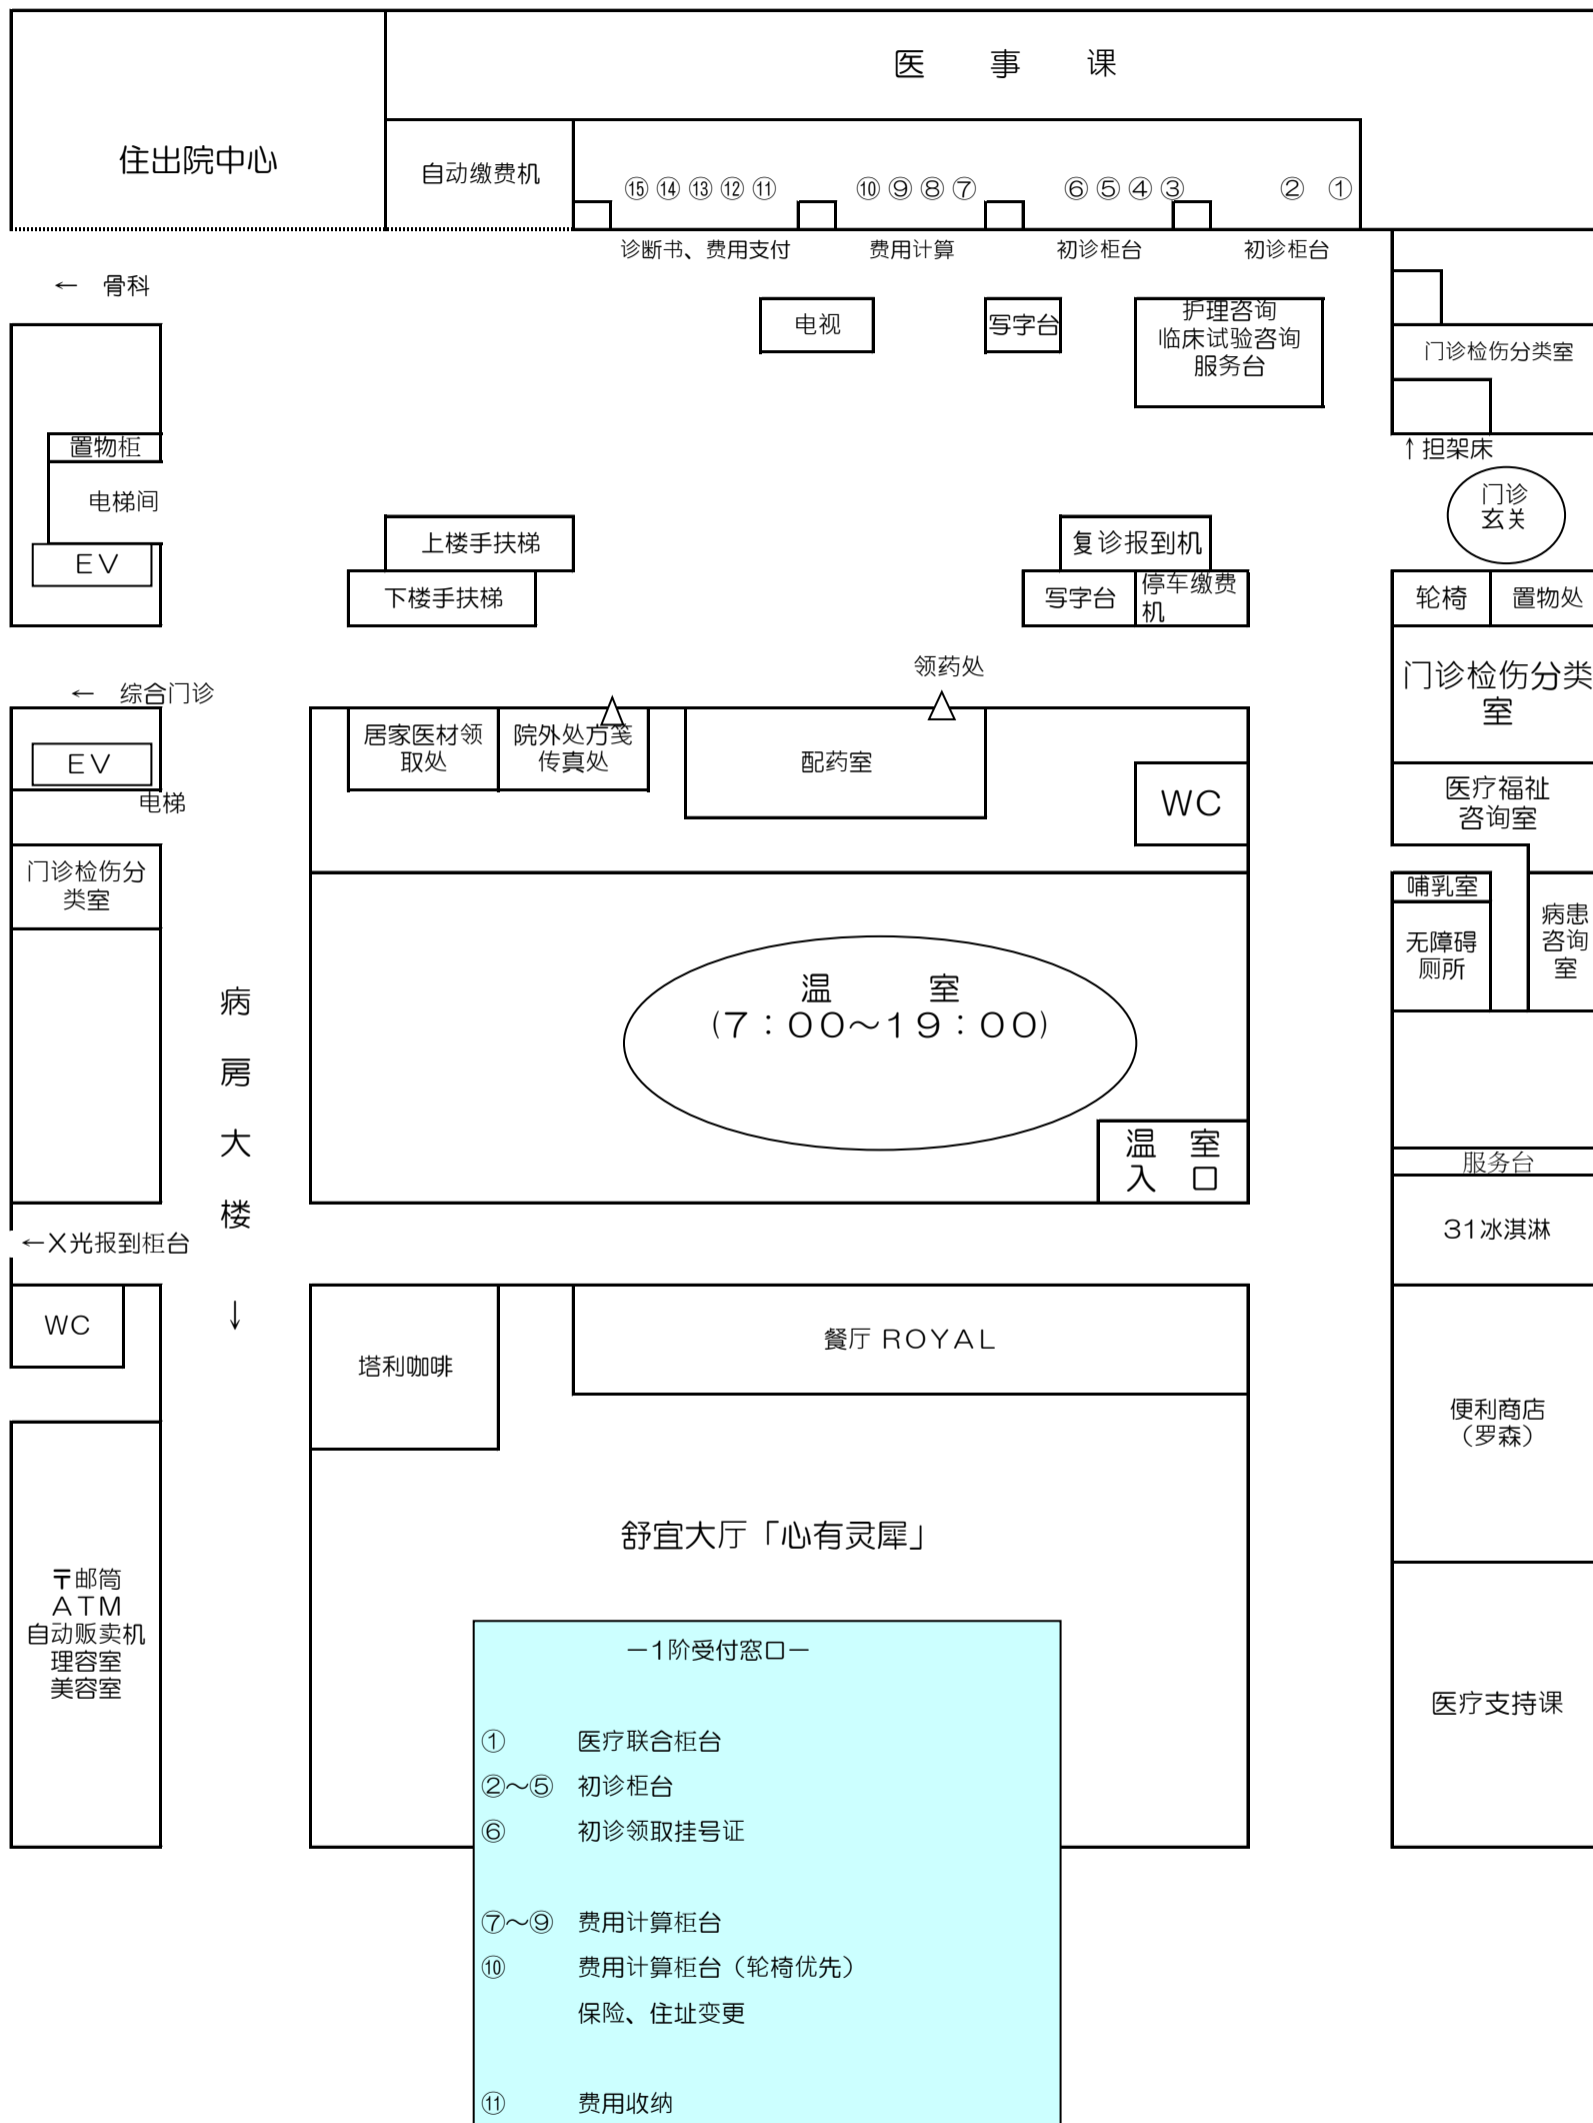 医 事 课
住出院中心
自动缴费机
⑮ ⑭ ⑬ ⑫ ⑪
⑩ ⑨ ⑧ ⑦
⑥ ⑤ ④ ③
② ①
诊断书、费用支付
费用计算
初诊柜台
初诊柜台
← 骨科
电视
写字台
护理咨询
临床试验咨询
服务台
门诊检伤分类室
置物柜
↑担架床
电梯间
门诊
玄关
EV
上楼手扶梯
下楼手扶梯
复诊报到机
写字台
停车缴费
机
轮椅
置物处
← 综合门诊
领药处
门诊检伤分类
室
EV
电梯
居家医材领
取处
院外处方笺
传真处
配药室
WC
医疗福祉
咨询室
门诊检伤分
类室
哺乳室
无障碍
厕所
病患
咨询
室
温 室
(7：00～19：00)
病
房
大
楼
↓
温 室
入 口
服务台
←X光报到柜台
31冰淇淋
WC
塔利咖啡
餐厅 ROYAL
便利商店
（罗森）
舒宜大厅「心有灵犀」
〒邮筒
ATM
自动贩卖机
理容室
美容室
医疗支持课
－1阶受付窓口－
① 医疗联合柜台
②～⑤ 初诊柜台
⑥ 初诊领取挂号证
⑦～⑨ 费用计算柜台
⑩ 费用计算柜台（轮椅优先）
保险、住址变更
⑪ 费用收纳